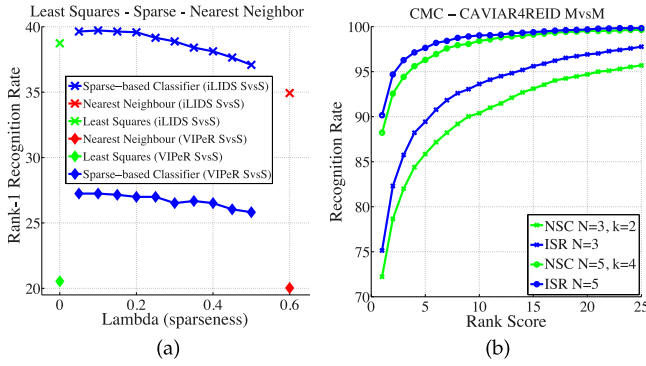 Least Squares - Sparse - Nearest Neighbor
Rank-1 Recognition Rate
40
35
30
25
20
Sparse-based Classifier (iLIDS SvsS)
Nearest Neighbour (iLIDS SvsS)
Least Squares (iLIDS SvsS)
Nearest Neighbour (VIPeR SvsS)
Least Squares (VIPeR SvsS)
Sparse-based Classifier (VIPeR SvsS)
0 0.2 0.4 0.6
Lambda (sparseness)
(a)
CMC – CAVIAR4REID MvsM
Recognition Rate
100
95
90
85
80
75
70
NSC N=3, k=2
ISR N=3
NSC N=5, k=4
ISR N=5
0 5 10 15 20 25
Rank Score
(b)